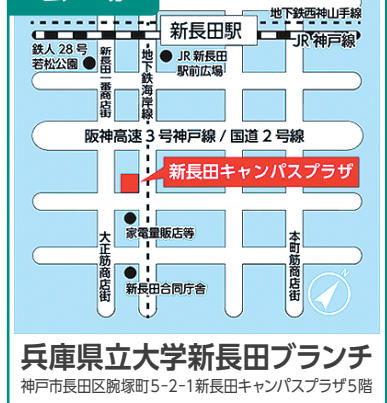 地下鉄西神山手線
新長田駅
JR 神戸線
鉄人 28 号
若松公園
新長田一番商店街
地下鉄海岸線
JR 新長田
駅前広場
阪神高速 3 号神戸線 / 国道 2 号線
新長田キャンパスプラザ
家電量販店等
大正筋商店街
本町筋商店街
新長田合同庁舎
N
兵庫県立大学新長田ブランチ
神戸市長田区腕塚町5-2-1新長田キャンパスプラザ5階